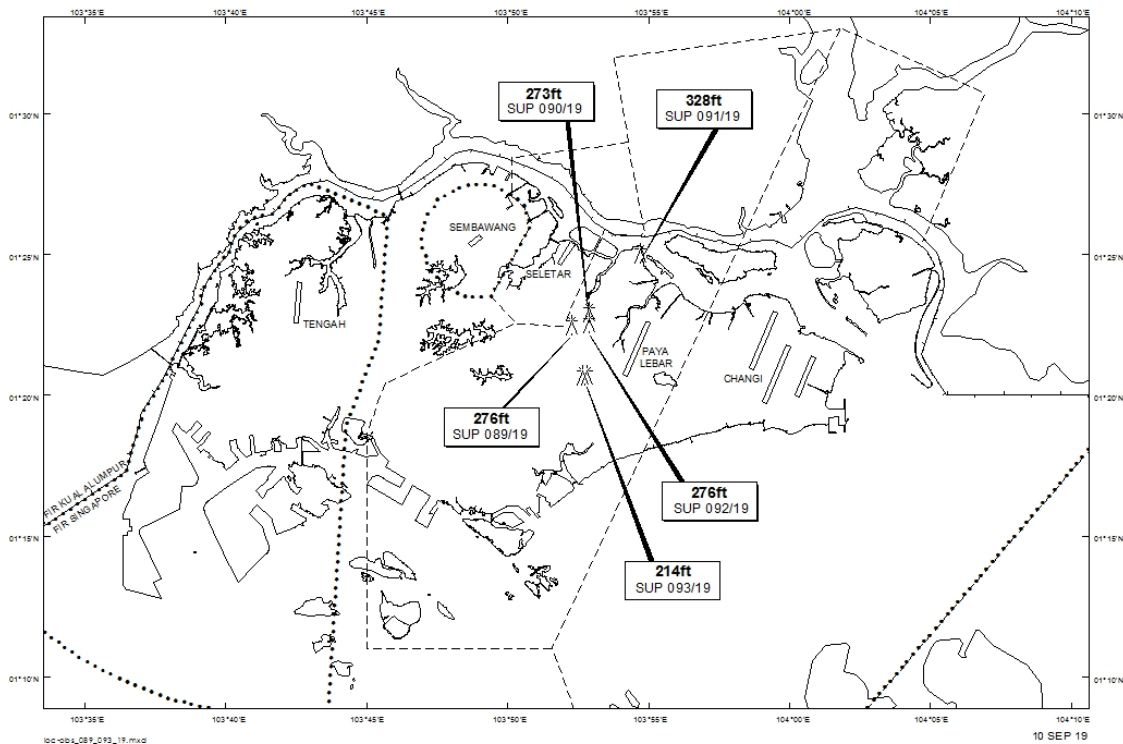 103°35'E 103°40'E 103°45'E 103°50'E 103°55'E 104°00'E 104°05'E 104°10'E
273ft
SUP 090/19
328ft
SUP 091/19
01°30'N 01°30'N
SEMBAWANG
01°25'N 01°25'N
SELETAR
TENGAH
PAYA
LEBAR
CHANGI
01°20'N 01°20'N
276ft
SUP 089/19
FIR KUALA LUMPUR
FIR SINGAPORE
276ft
SUP 092/19
01°15'N 01°15'N
214ft
SUP 093/19
01°10'N 01°10'N
103°35'E 103°40'E 103°45'E 103°50'E 103°55'E 104°00'E 104°05'E 104°10'E
10 SEP 19